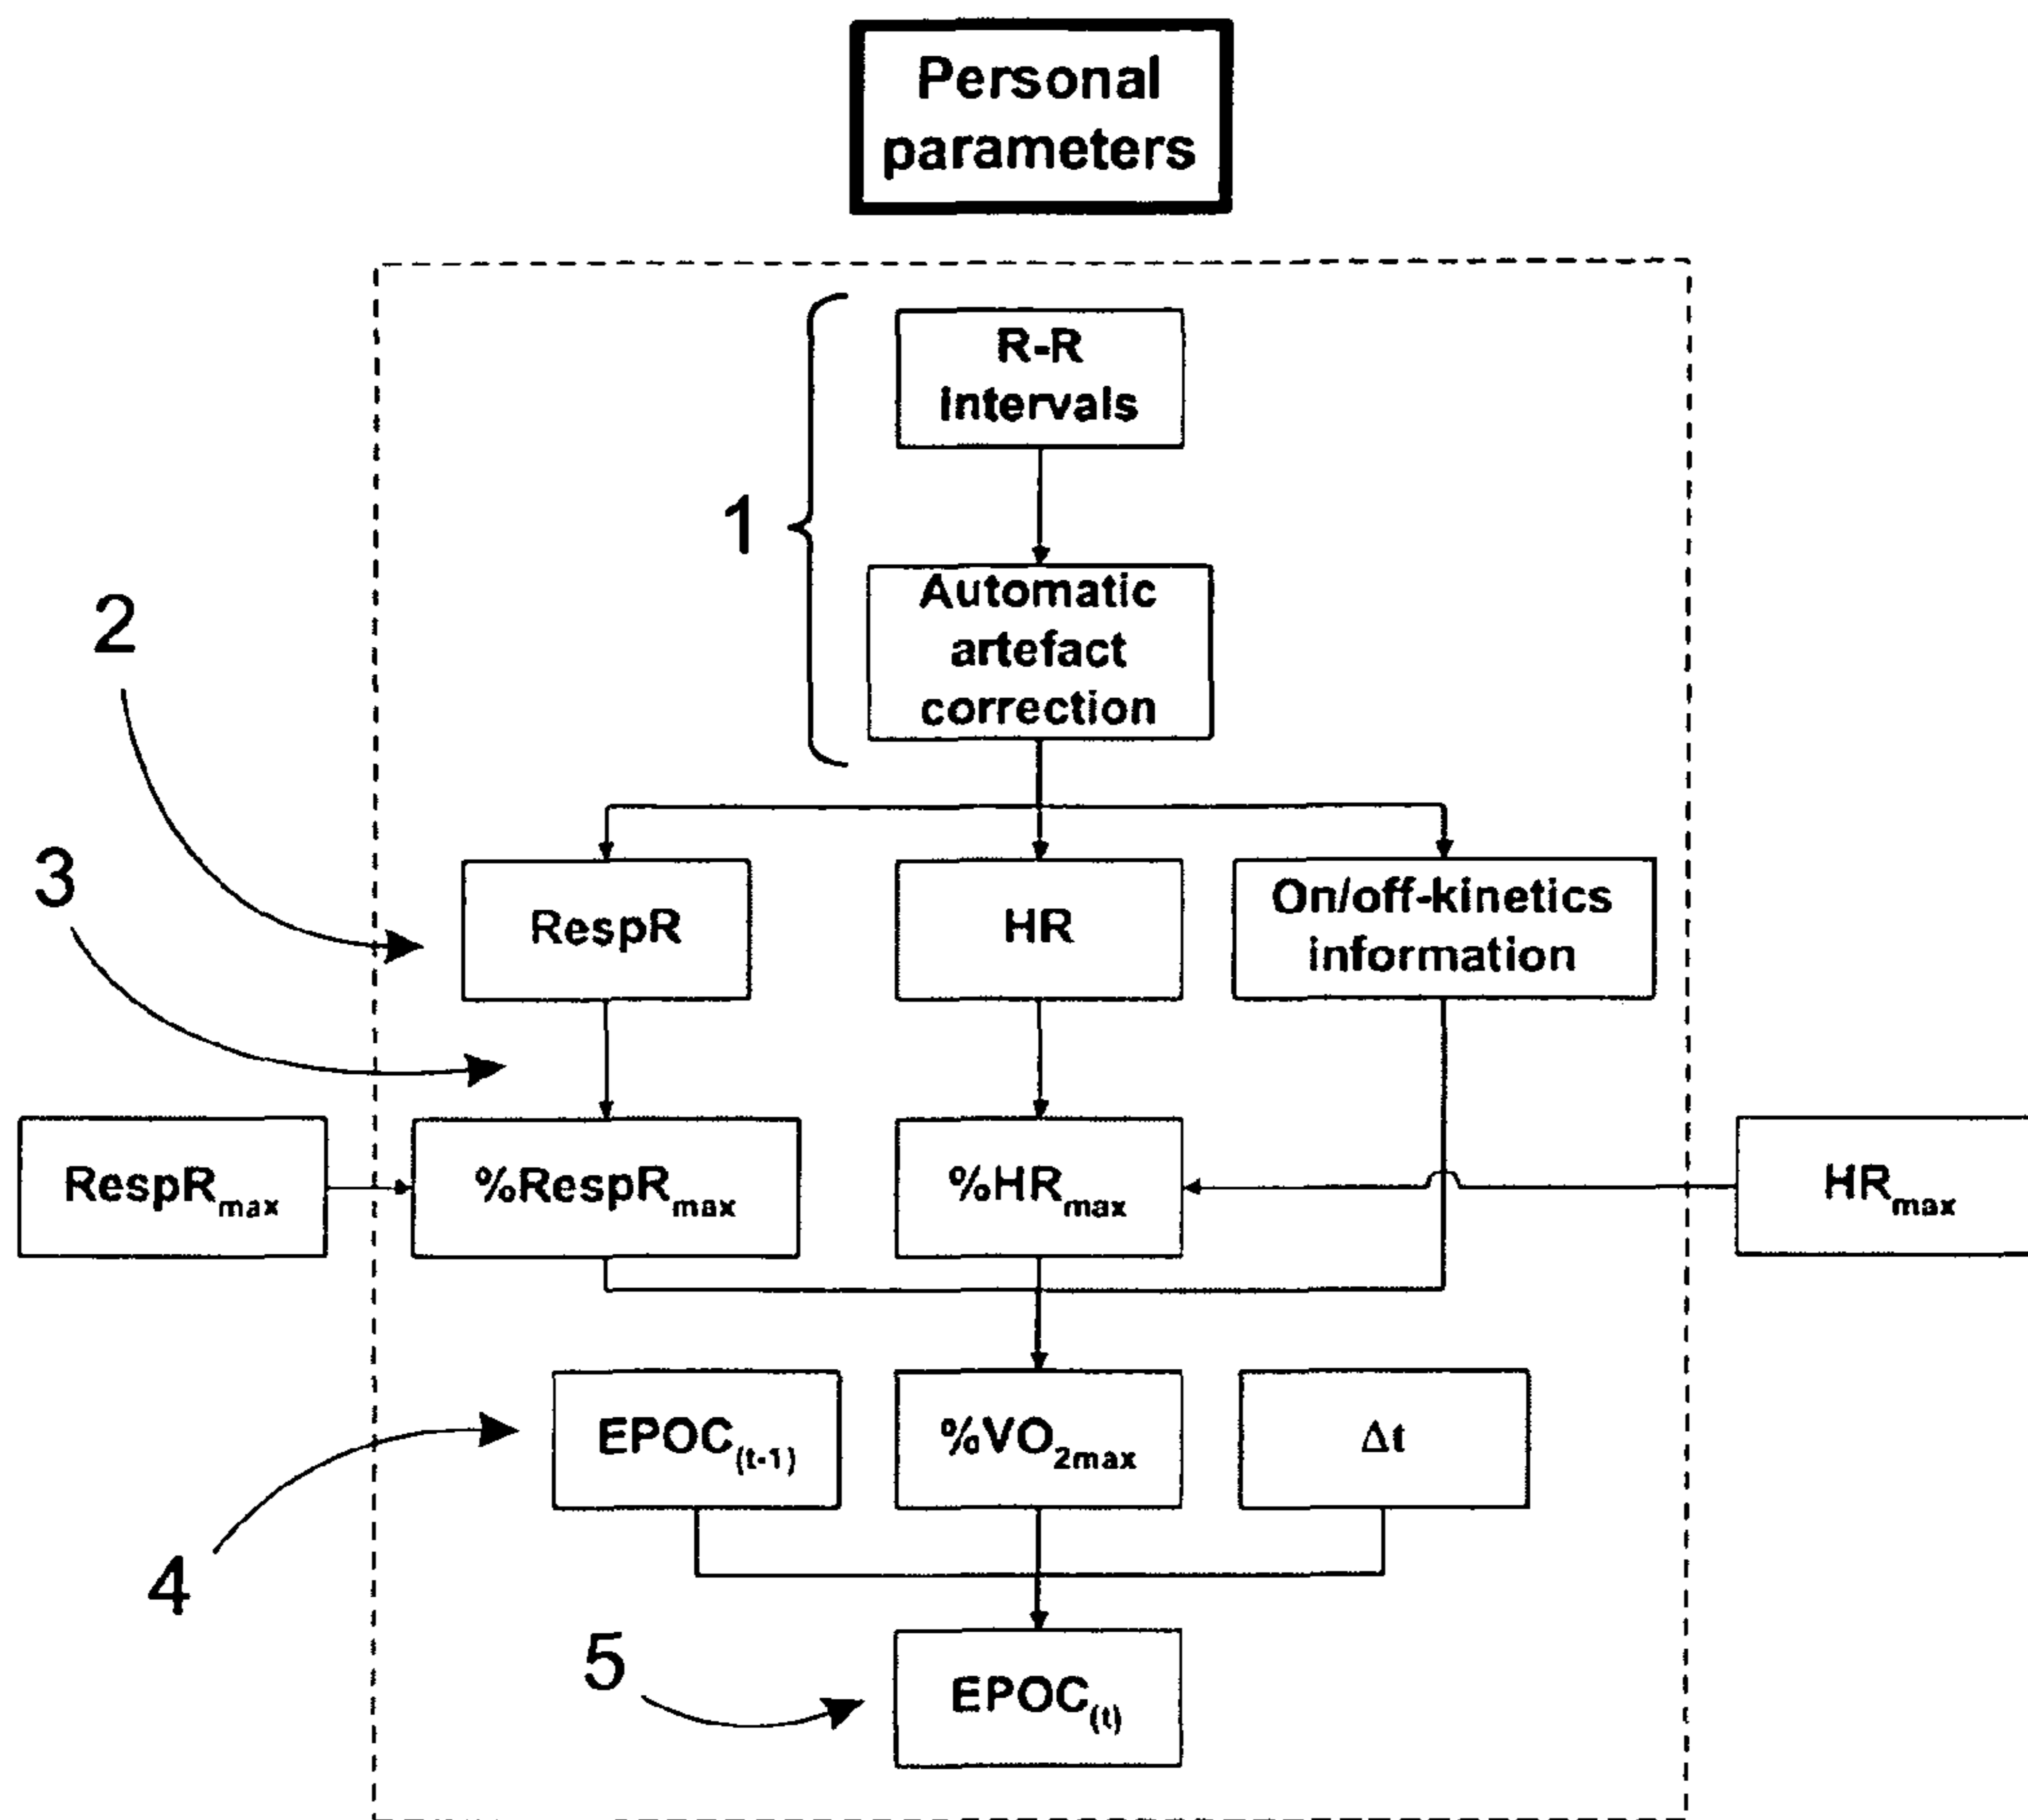 Personal
parameters
R-R
intervals
1
Automatic
artefact
correction
2
3
RespR
HR
On/off-kinetics
information
RespRmax
%RespRmax
%HRmax
HRmax
4
EPOC(t-1)
%VO2max
Δt
5
EPOC(t)